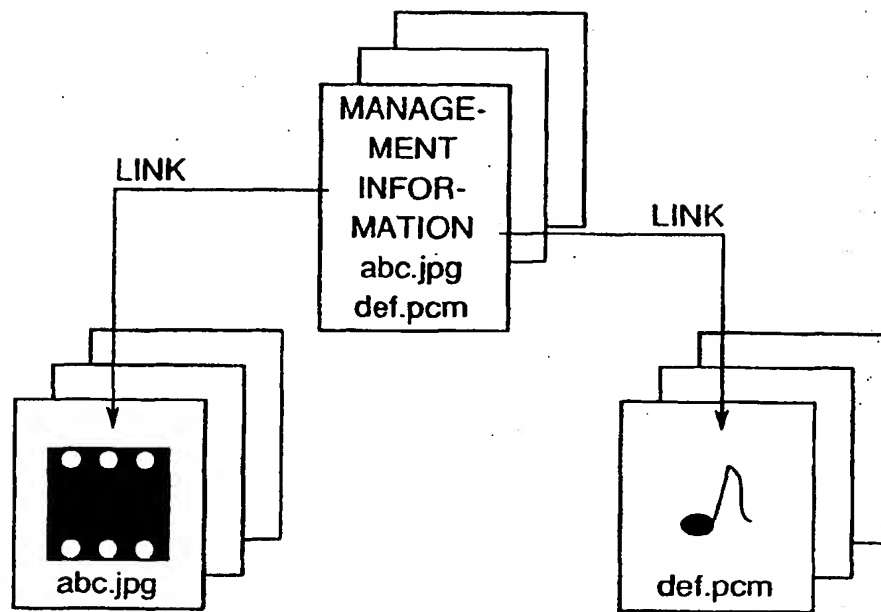 MANAGE-
MENT
INFOR-
MATION
abc.jpg
def.pcm
LINK
LINK
abc.jpg
def.pcm